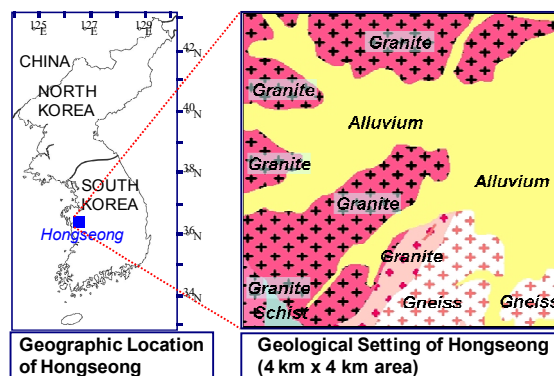 125
°E
127
°E
129
°E
CHINA
NORTH
KOREA
SOUTH
KOREA
Hongseong
42
°N
40
°N
38
°N
36
°N
34
°N
Geographic Location
of Hongseong
Granite
Granite
Granite
Alluvium
Granite
Alluvium
Granite
Granite
Granite
Schist
Gneiss
Gneiss
Geological Setting of Hongseong
(4 km x 4 km area)